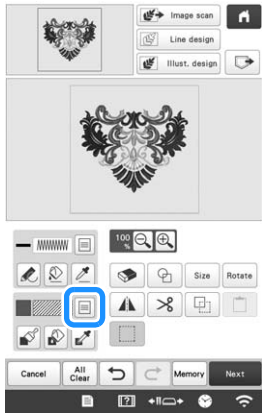 Image scan
Line design
Illust. design
100 %
Size
Rotate
Cancel
All Clear
Memory
Next